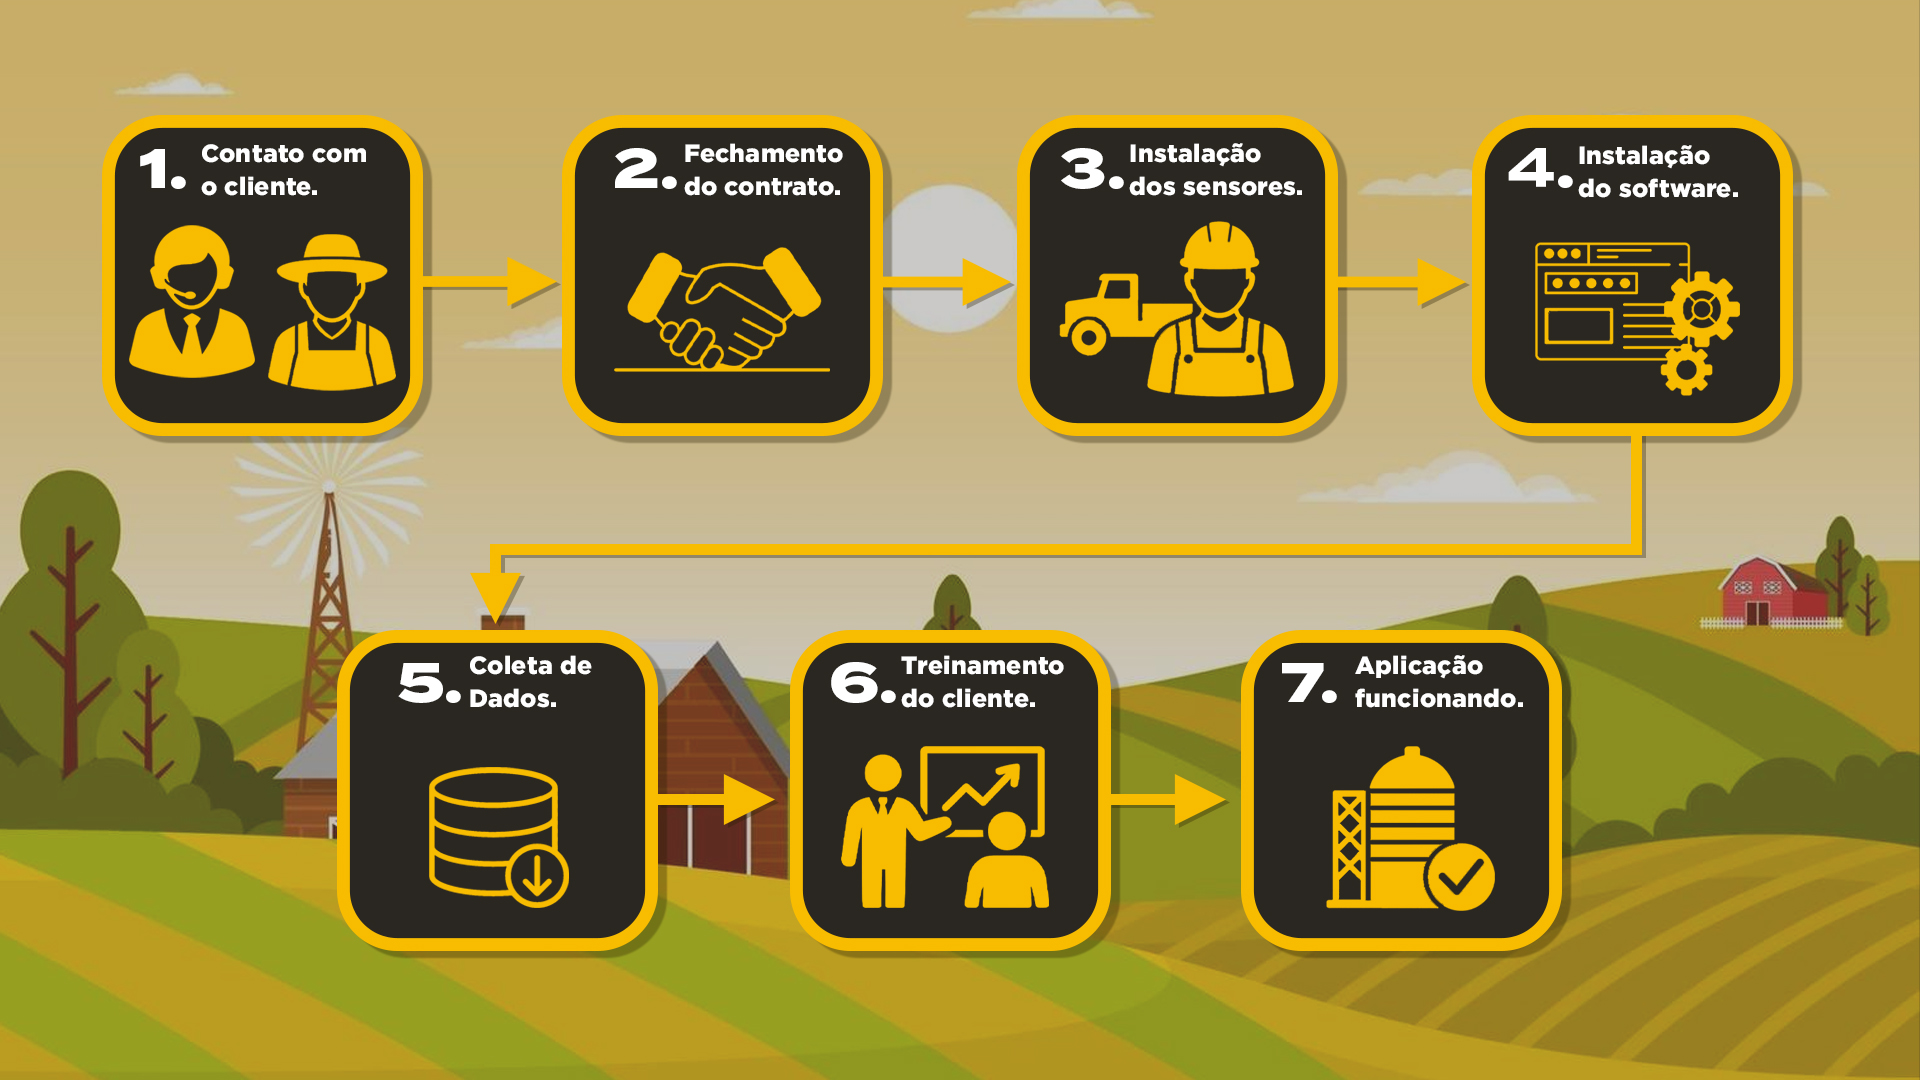 1. Contato com
o cliente.
2. Fechamento
do contrato.
3. Instalação
dos sensores.
4. Instalação
do software.
5. Coleta de
Dados.
6. Treinamento
do cliente.
7. Aplicação
funcionando.